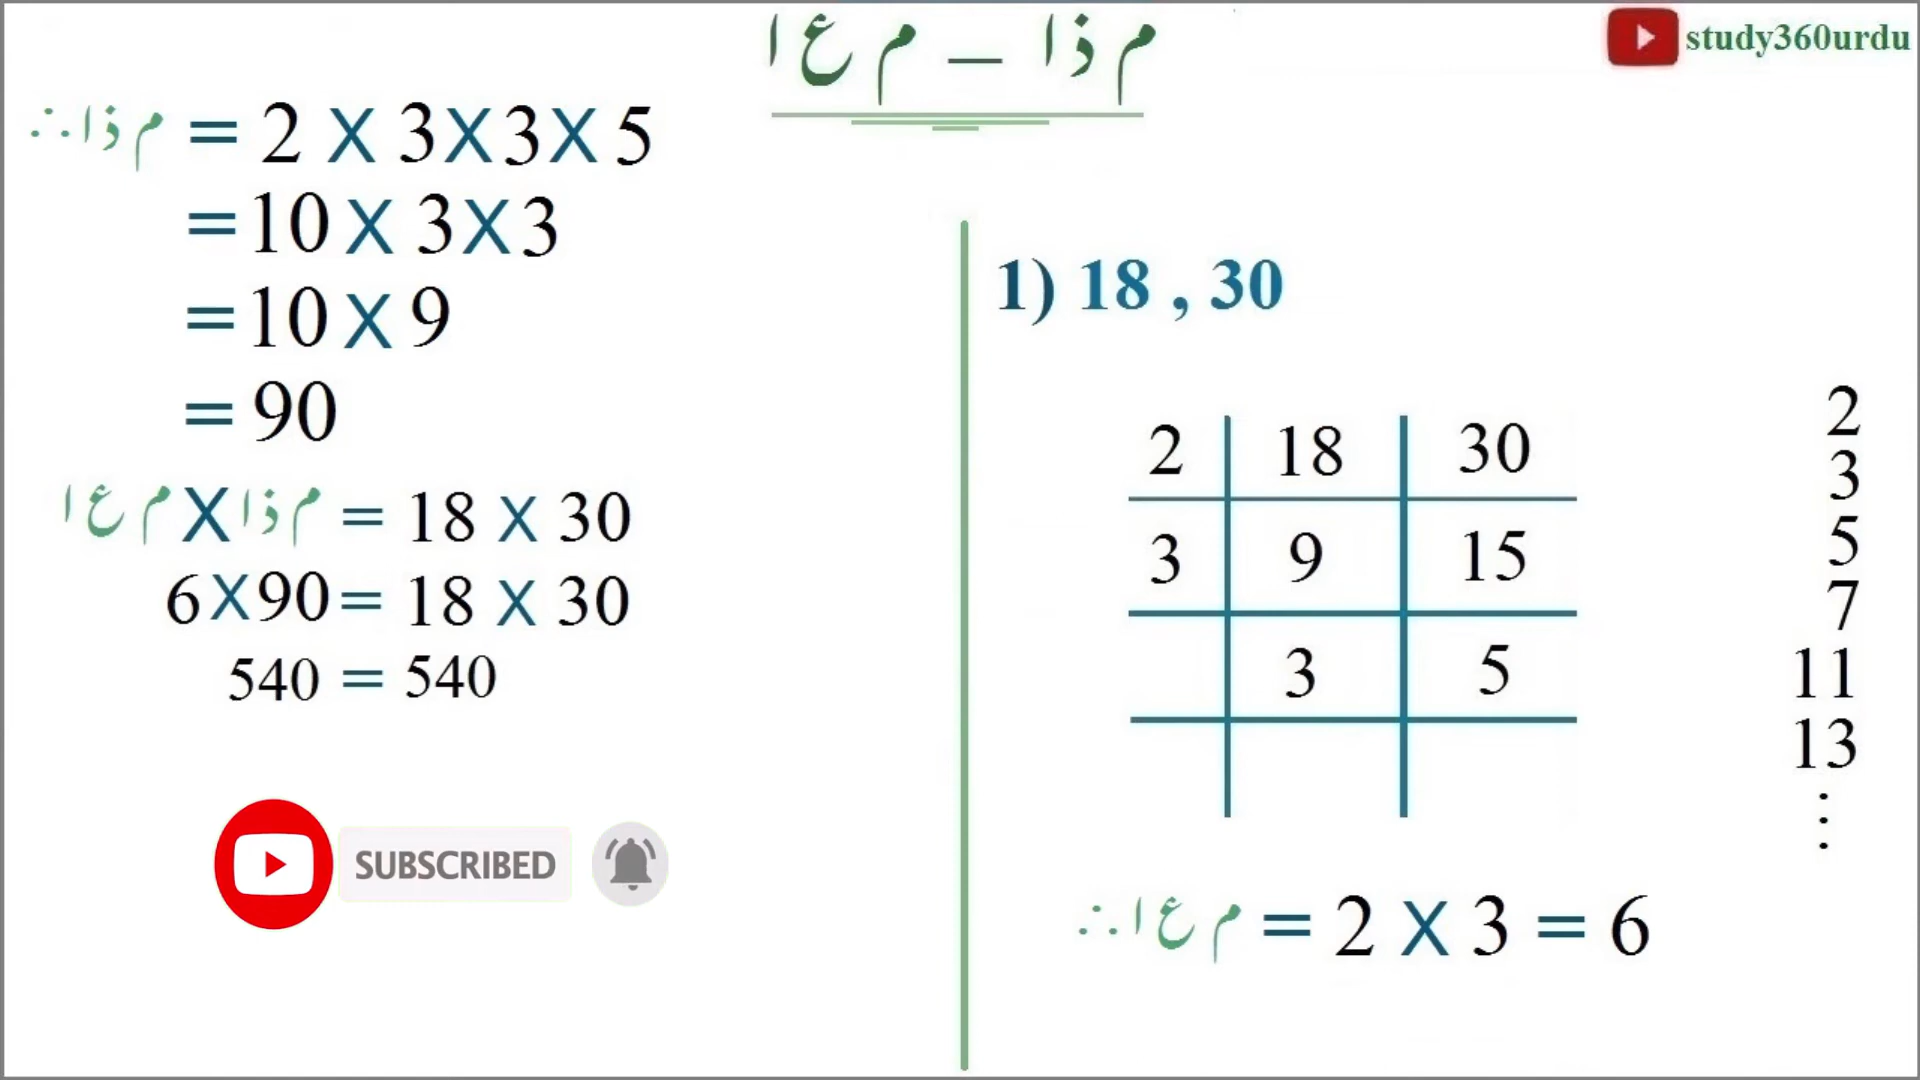 م ذ ا – م ع ا
study360urdu
∴ م ذ ا = 2 X 3 X 3 X 5
= 10 X 3 X 3
= 10 X 9
= 90
م ع ا X م ذ ا = 18 X 30
6 X 90 = 18 X 30
540 = 540
SUBSCRIBED
1) 18 , 30
2 18 30
3 9 15
3 5
2
3
5
7
11
13
⋮
∴ م ع ا = 2 X 3 = 6